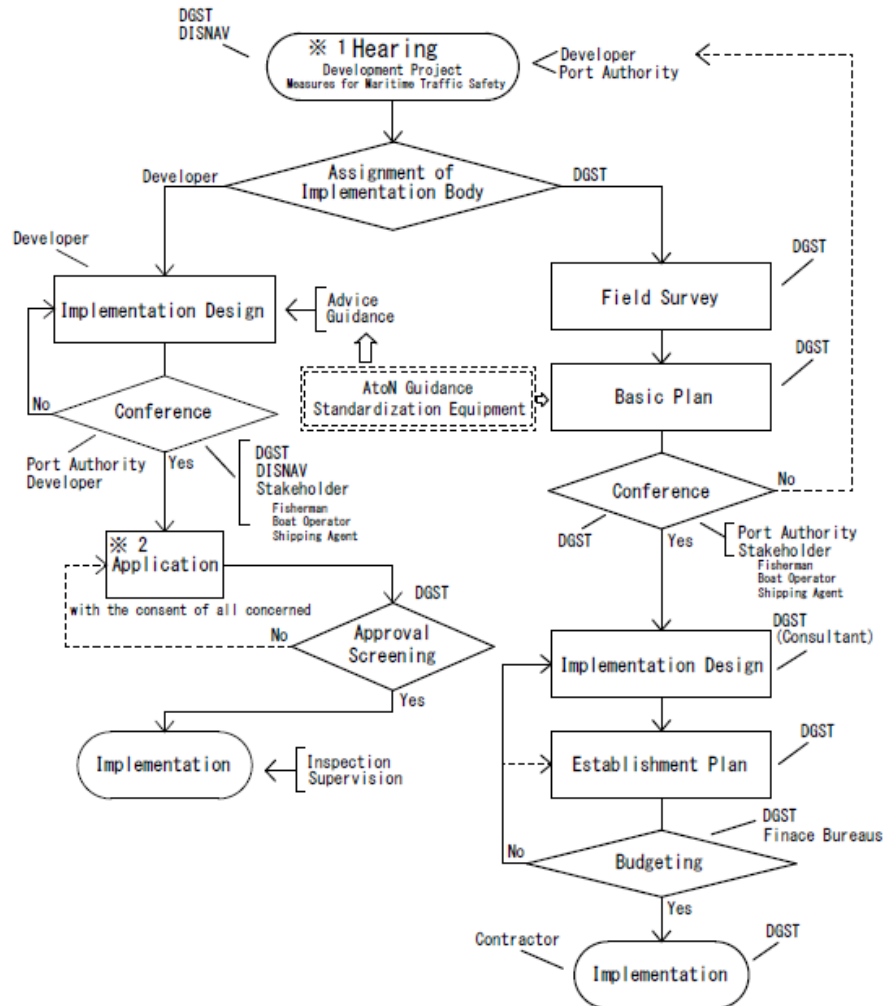 DGST
DISNAV
※ 1 Hearing
Development Project
Measures for Maritime Traffic Safety
Developer
Port Authority
Assignment of
Implementation Body
Developer
DGST
Developer
Implementation Design
Advice
Guidance
DGST
Field Survey
AtoN Guidance
Standardization Equipment
DGST
Basic Plan
No
Conference
Port Authority
Developer
Yes
DGST
DISNAV
Stakeholder
Fisherman
Boat Operator
Shipping Agent
No
Conference
DGST
Yes
Port Authority
Stakeholder
Fisherman
Boat Operator
Shipping Agent
※ 2
Application
with the consent of all concerned
DGST
No
Approval
Screening
Yes
Implementation
Inspection
Supervision
DGST
(Consultant)
Implementation Design
DGST
Establishment Plan
DGST
Finace Bureaus
No
Budgeting
Yes
Contractor
DGST
Implementation